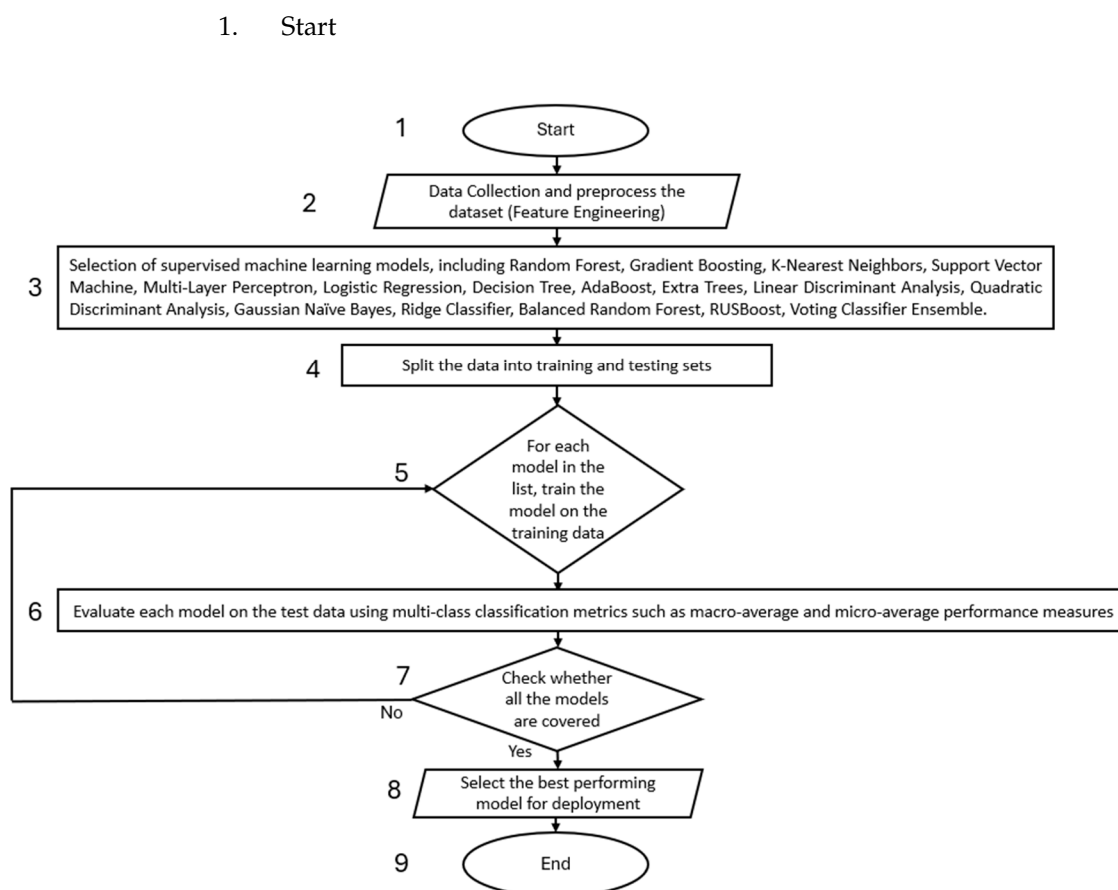 1. Start
1
Start
2
Data Collection and preprocess the
dataset (Feature Engineering)
3
Selection of supervised machine learning models, including Random Forest, Gradient Boosting, K-Nearest Neighbors, Support Vector
Machine, Multi-Layer Perceptron, Logistic Regression, Decision Tree, AdaBoost, Extra Trees, Linear Discriminant Analysis, Quadratic
Discriminant Analysis, Gaussian Naïve Bayes, Ridge Classifier, Balanced Random Forest, RUSBoost, Voting Classifier Ensemble.
4
Split the data into training and testing sets
5
For each
model in the
list, train the
model on the
training data
6
Evaluate each model on the test data using multi-class classification metrics such as macro-average and micro-average performance measures
7
Check whether
all the models
are covered
No
Yes
8
Select the best performing
model for deployment
9
End